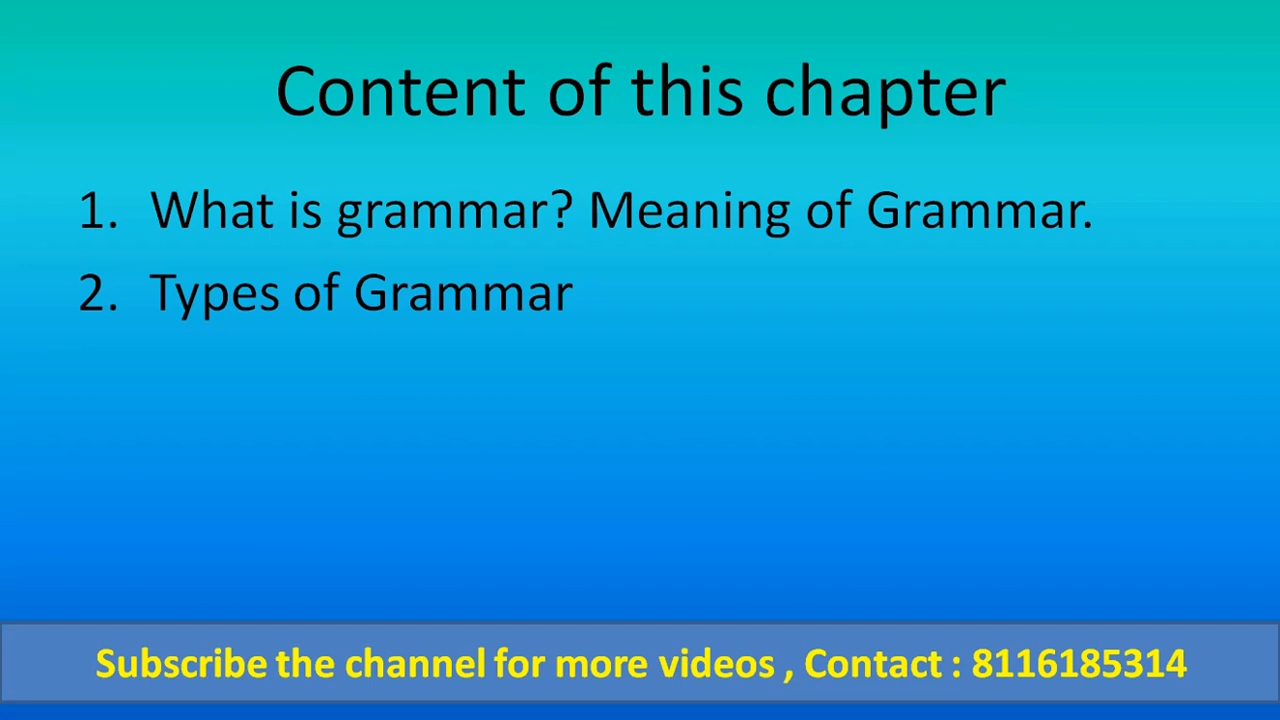 Content of this chapter
1. What is grammar? Meaning of Grammar.
2. Types of Grammar
Subscribe the channel for more videos , Contact : 8116185314